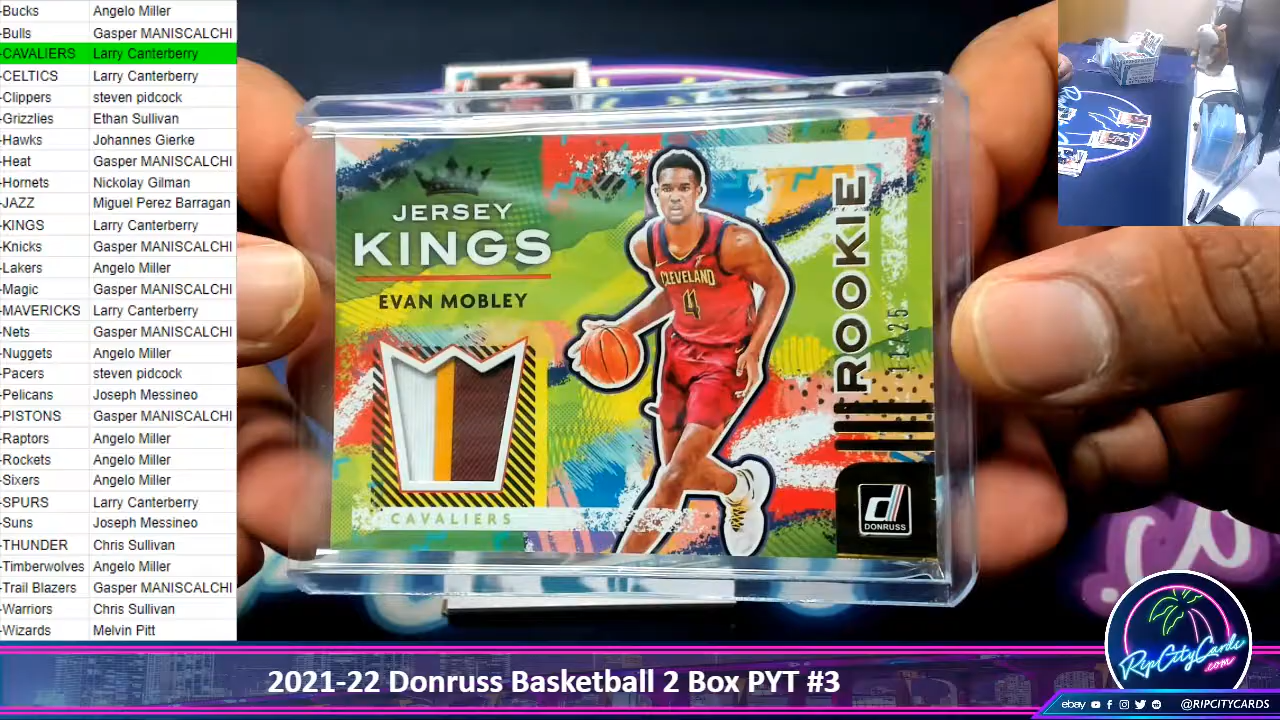 -Bucks Angelo Miller
-Bulls Gasper MANISCALCHI
-CAVALIERS Larry Canterberry
-CELTICS Larry Canterberry
-Clippers steven pidcock
-Grizzlies Ethan Sullivan
-Hawks Johannes Gierke
-Heat Gasper MANISCALCHI
-Hornets Nickolay Gilman
-JAZZ Miguel Perez Barragan
-KINGS Larry Canterberry
-Knicks Gasper MANISCALCHI
-Lakers Angelo Miller
-Magic Gasper MANISCALCHI
-MAVERICKS Larry Canterberry
-Nets Gasper MANISCALCHI
-Nuggets Angelo Miller
-Pacers steven pidcock
-Pelicans Joseph Messineo
-PISTONS Gasper MANISCALCHI
-Raptors Angelo Miller
-Rockets Angelo Miller
-Sixers Angelo Miller
-SPURS Larry Canterberry
-Suns Joseph Messineo
-THUNDER Chris Sullivan
-Timberwolves Angelo Miller
-Trail Blazers Gasper MANISCALCHI
-Warriors Chris Sullivan
-Wizards Melvin Pitt
JERSEY
KINGS
EVAN MOBLEY
CAVALIERS
CLEVELAND
4
ROOKIE
d
DONRUSS
2021-22 Donruss Basketball 2 Box PYT #3
RipCityCards
.com
ebay @RIPCITYCARDS